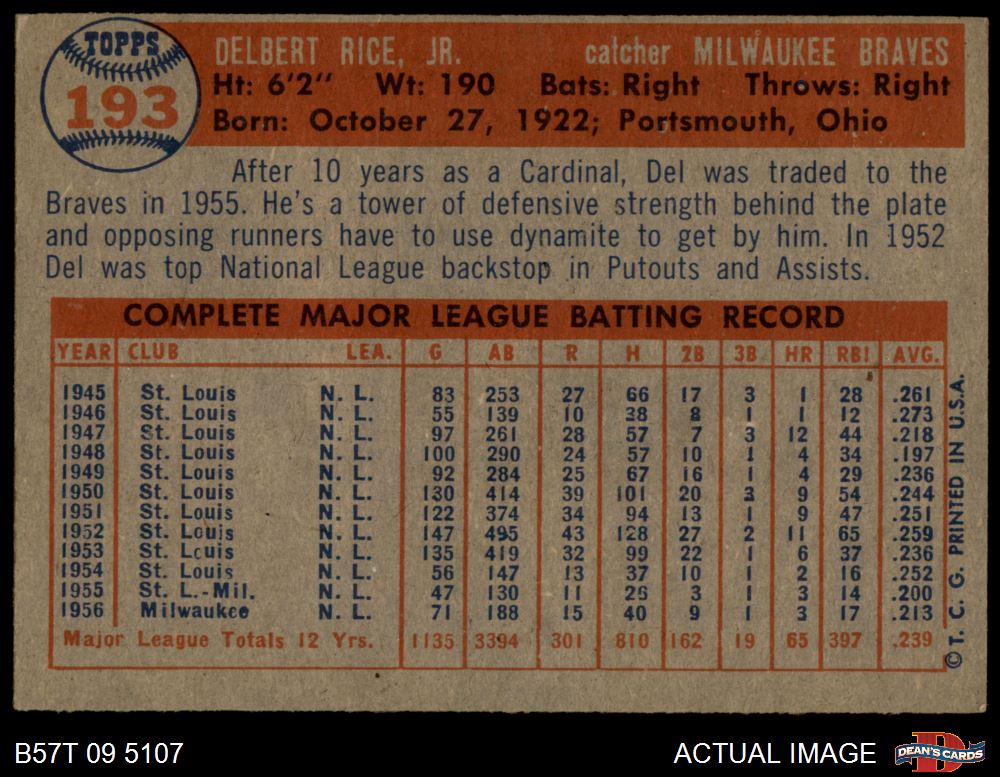 TOPPS
193
DELBERT RICE, JR. catcher MILWAUKEE BRAVES
Ht: 6'2" Wt: 190 Bats: Right Throws: Right
Born: October 27, 1922; Portsmouth, Ohio
After 10 years as a Cardinal, Del was traded to the
Braves in 1955. He's a tower of defensive strength behind the plate
and opposing runners have to use dynamite to get by him. In 1952
Del was top National League backstop in Putouts and Assists.
COMPLETE MAJOR LEAGUE BATTING RECORD
YEAR CLUB LEA. G AB R H 2B 3B HR RBI AVG.
1945 St. Louis N. L. 83 253 27 66 17 3 1 28 .261
1946 St. Louis N. L. 55 139 10 38 8 1 1 12 .273
1947 St. Louis N. L. 97 261 28 57 7 3 12 44 .218
1948 St. Louis N. L. 100 290 24 57 10 1 4 34 .197
1949 St. Louis N. L. 92 284 25 67 16 1 4 29 .236
1950 St. Louis N. L. 130 414 39 101 20 3 9 54 .244
1951 St. Louis N. L. 122 374 34 94 13 1 9 47 .251
1952 St. Louis N. L. 147 495 43 128 27 2 11 65 .259
1953 St. Louis N. L. 135 419 32 99 22 1 6 37 .236
1954 St. Louis N. L. 56 147 13 37 10 1 2 16 .252
1955 St. L.-Mil. N. L. 47 130 11 26 3 1 3 14 .200
1956 Milwaukee N. L. 71 188 15 40 9 1 3 17 .213
Major League Totals 12 Yrs. 1135 3394 301 810 162 19 65 397 .239
© T. C. G. PRINTED IN U.S.A.
B57T 09 5107
ACTUAL IMAGE
DEAN'S CARDS